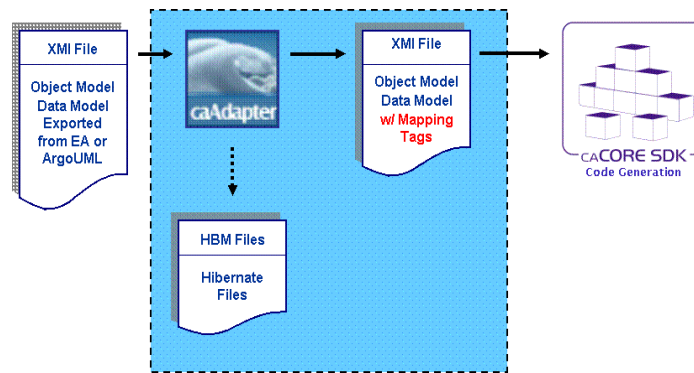 XMI File
Object Model
Data Model
Exported
from EA or
ArgoUML
caAdapter
XMI File
Object Model
Data Model
w/ Mapping
Tags
HBM Files
Hibernate
Files
caCORE SDK
Code Generation